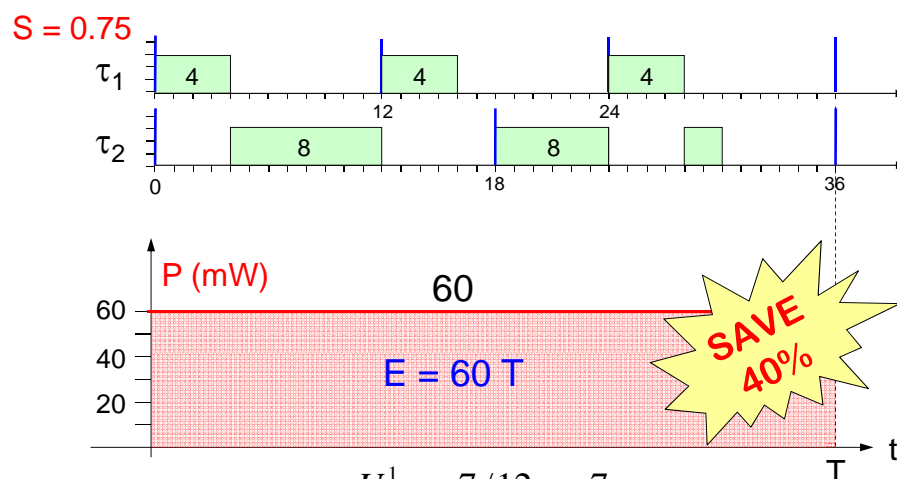 S = 0.75
τ1 4 4 4
12 24
τ2 8 8
0 18 36
P (mW)
60
60
SAVE
40%
40
E = 60 T
20
t
T